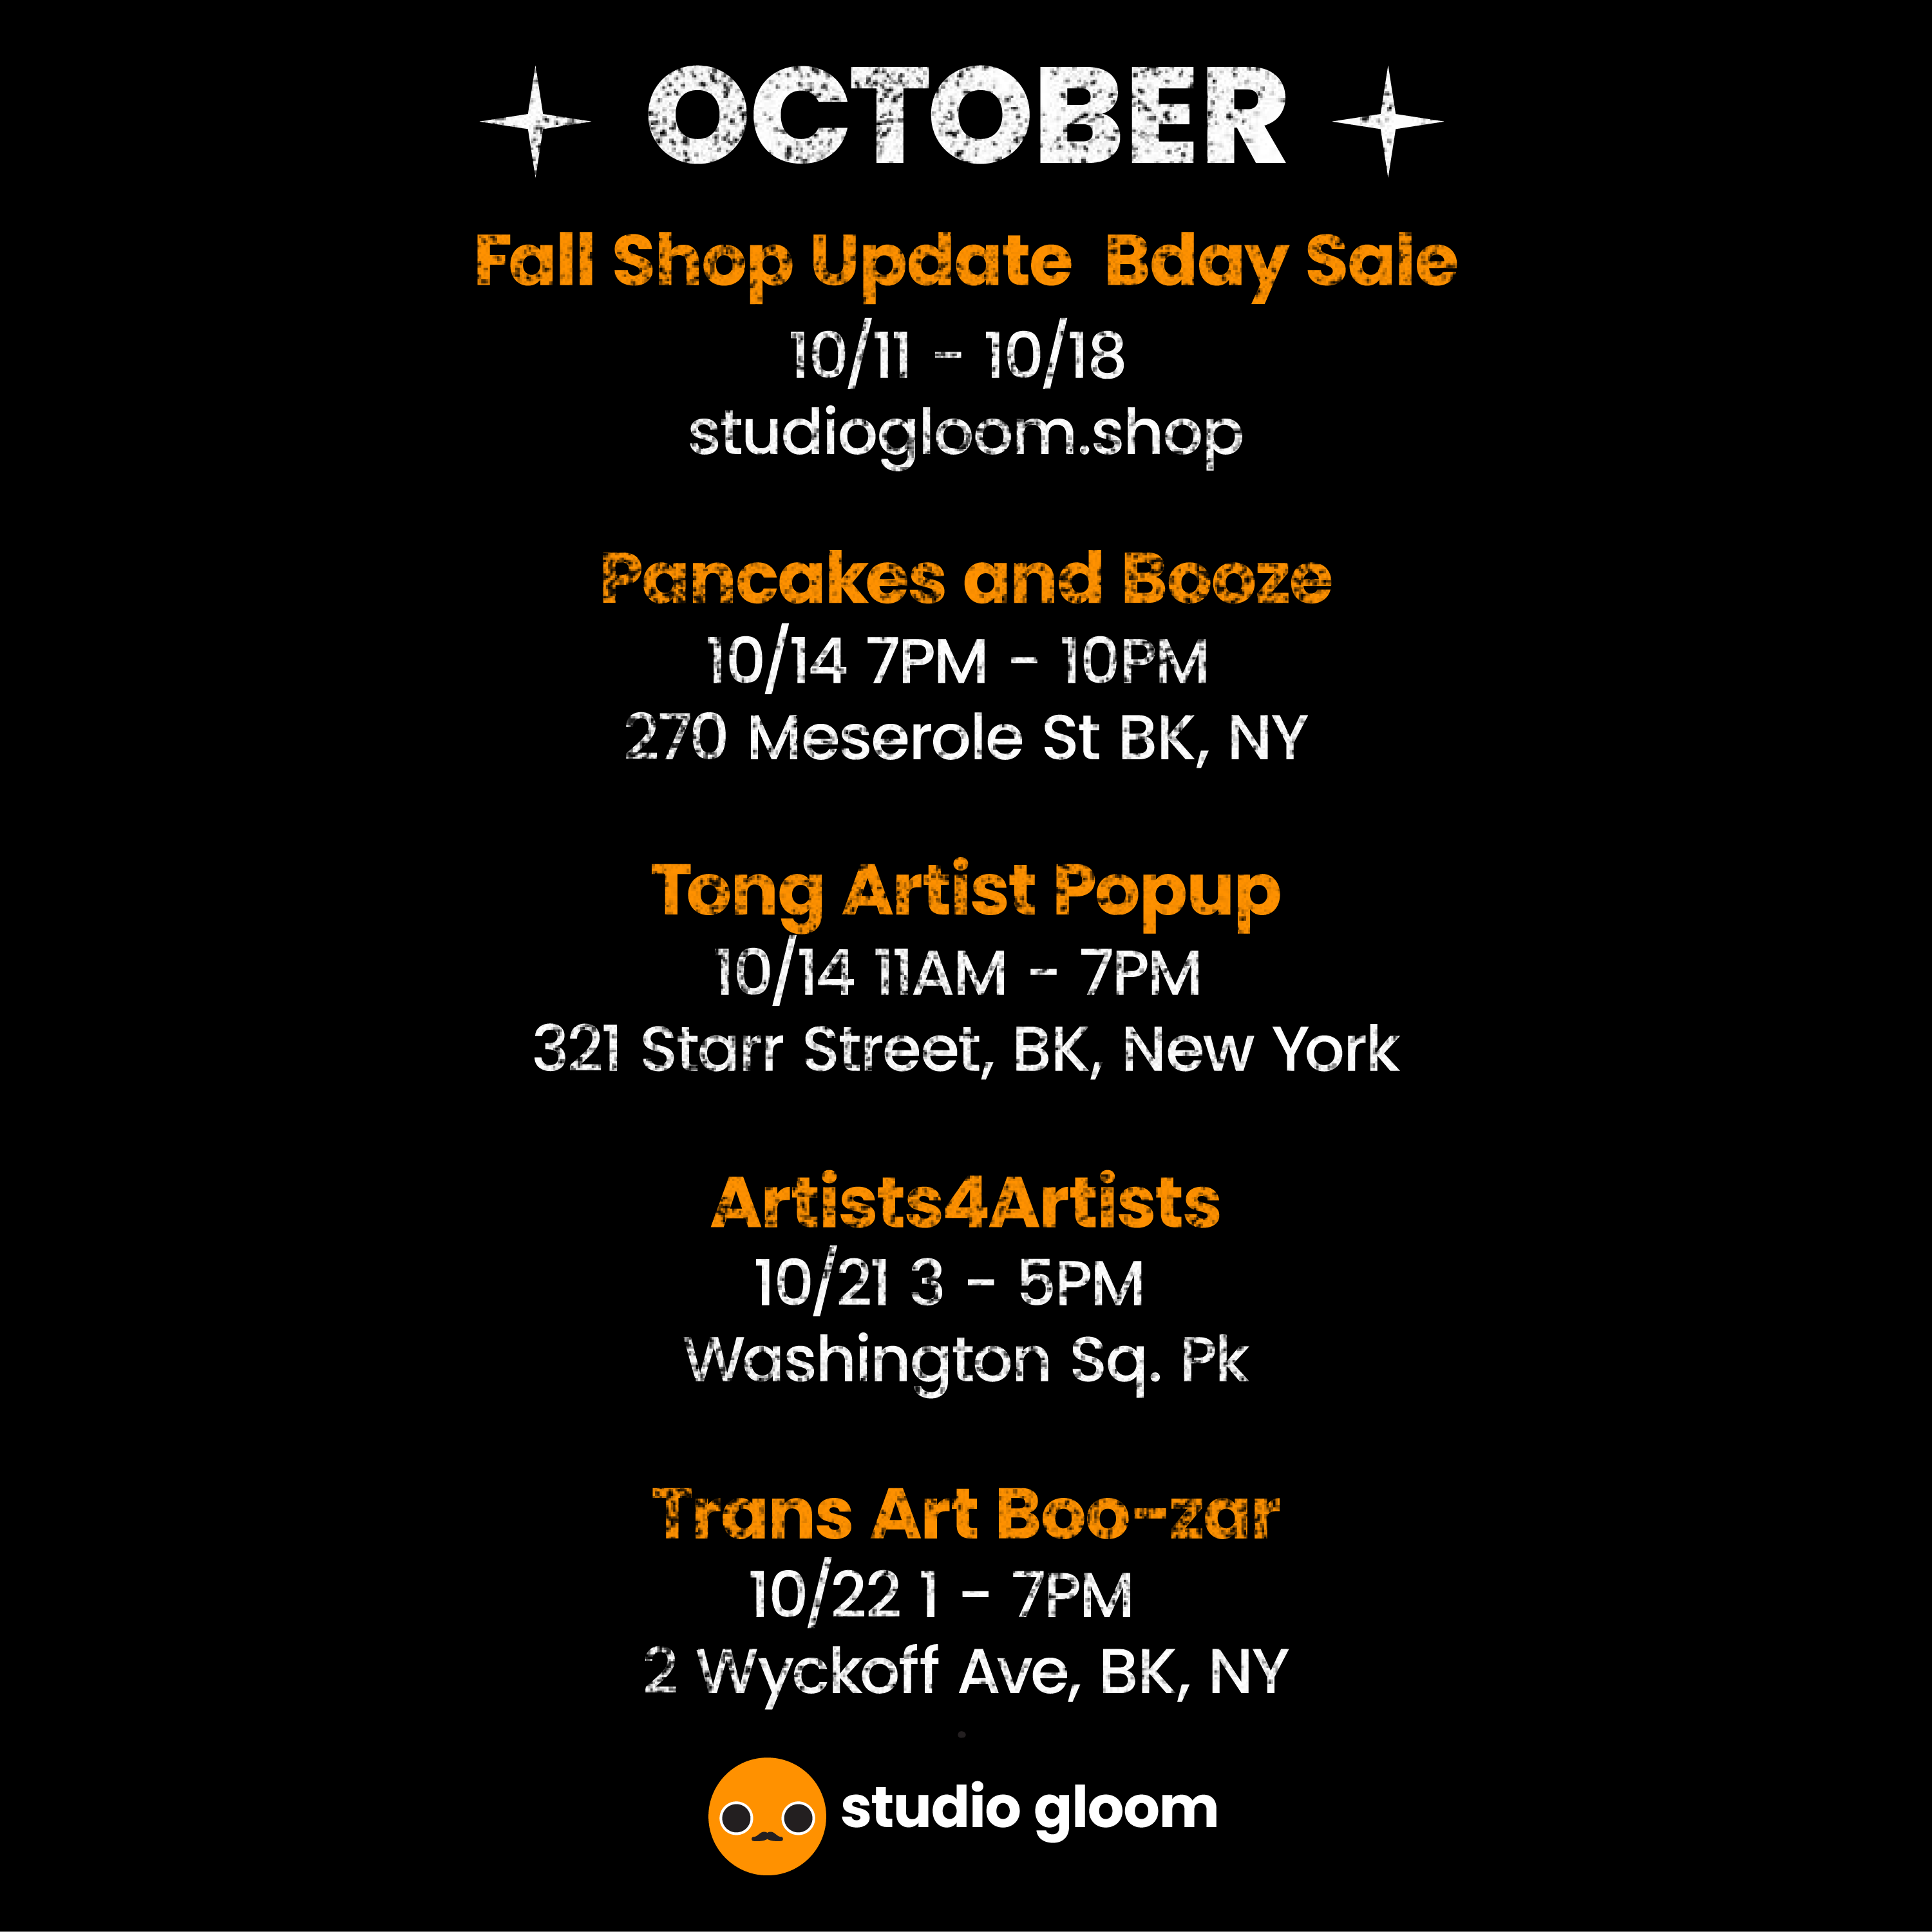 OCTOBER
Fall Shop Update Bday Sale
10/11 - 10/18
studiogloom.shop
Pancakes and Booze
10/14 7PM - 10PM
270 Meserole St BK, NY
Tong Artist Popup
10/14 11AM - 7PM
321 Starr Street, BK, New York
Artists4Artists
10/21 3 - 5PM
Washington Sq. Pk
Trans Art Boo-zar
10/22 1 - 7PM
2 Wyckoff Ave, BK, NY
studio gloom